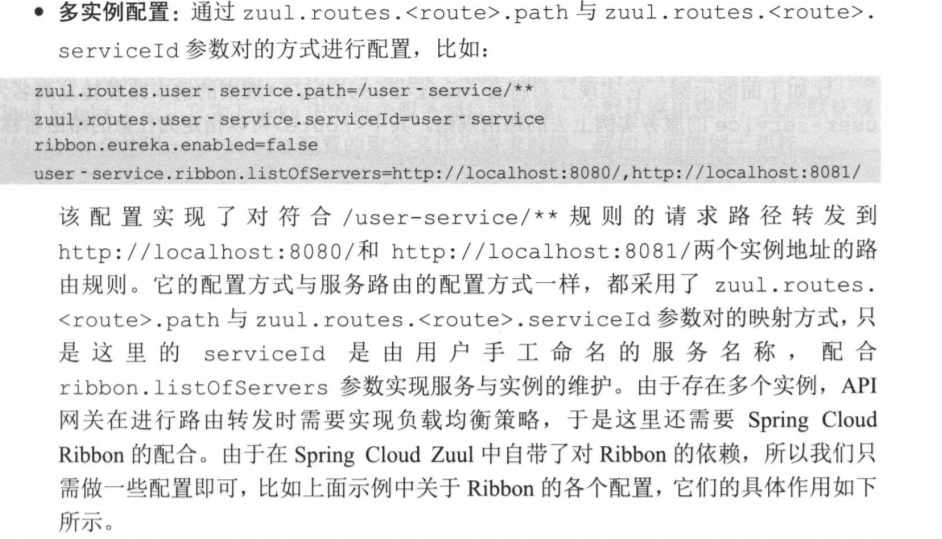 • 多实例配置：通过 zuul.routes.<route>.path 与 zuul.routes.<route>.
serviceId 参数对的方式进行配置，比如：
zuul.routes.user-service.path=/user-service/**
zuul.routes.user-service.serviceId=user-service
ribbon.eureka.enabled=false
user-service.ribbon.listOfServers=http://localhost:8080/,http://localhost:8081/
该配置实现了对符合 /user-service/** 规则的请求路径转发到
http://localhost:8080/和 http://localhost:8081/两个实例地址的路
由规则。它的配置方式与服务路由的配置方式一样，都采用了 zuul.routes.
<route>.path 与 zuul.routes.<route>.serviceId 参数对的映射方式，只
是这里的 serviceId 是由用户手工命名的服务名称，配合
ribbon.listOfServers 参数实现服务与实例的维护。由于存在多个实例，API
网关在进行路由转发时需要实现负载均衡策略，于是这里还需要 Spring Cloud
Ribbon 的配合。由于在 Spring Cloud Zuul 中自带了对 Ribbon 的依赖，所以我们只
需做一些配置即可，比如上面示例中关于 Ribbon 的各个配置，它们的具体作用如下
所示。